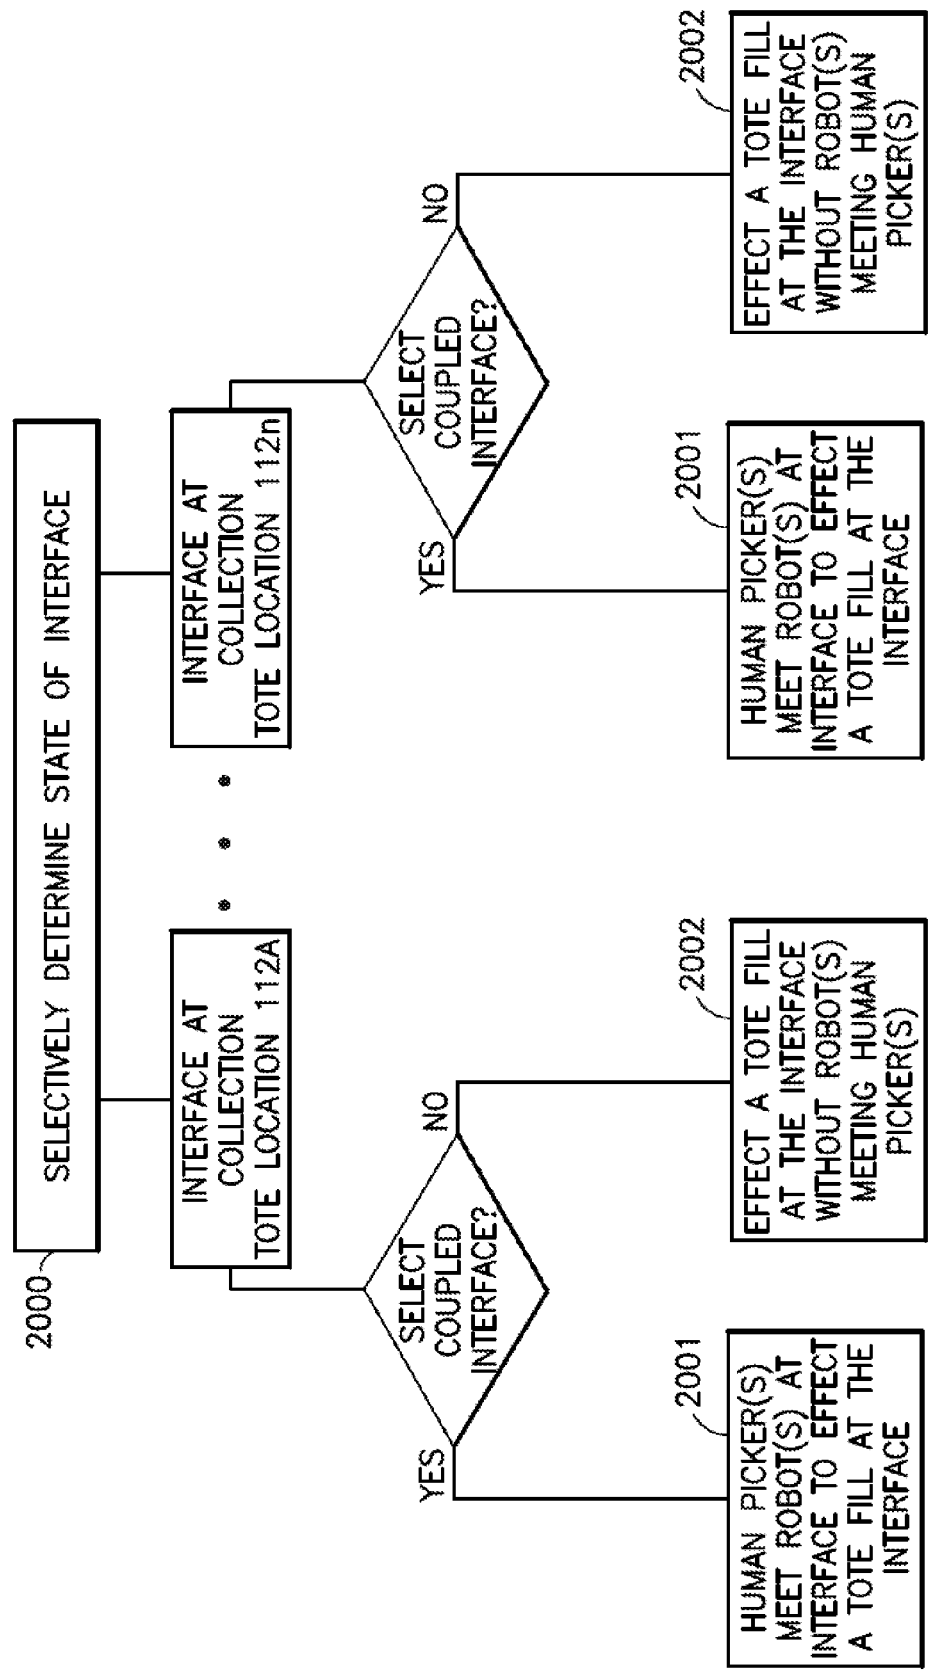 2000
SELECTIVELY DETERMINE STATE OF INTERFACE
INTERFACE AT
COLLECTION
TOTE LOCATION 112A
INTERFACE AT
COLLECTION
TOTE LOCATION 112n
SELECT
COUPLED
INTERFACE?
YES
NO
SELECT
COUPLED
INTERFACE?
YES
NO
2001
HUMAN PICKER(S)
MEET ROBOT(S) AT
INTERFACE TO EFFECT
A TOTE FILL AT THE
INTERFACE
2002
EFFECT A TOTE FILL
AT THE INTERFACE
WITHOUT ROBOT(S)
MEETING HUMAN
PICKER(S)
2001
HUMAN PICKER(S)
MEET ROBOT(S) AT
INTERFACE TO EFFECT
A TOTE FILL AT THE
INTERFACE
2002
EFFECT A TOTE FILL
AT THE INTERFACE
WITHOUT ROBOT(S)
MEETING HUMAN
PICKER(S)